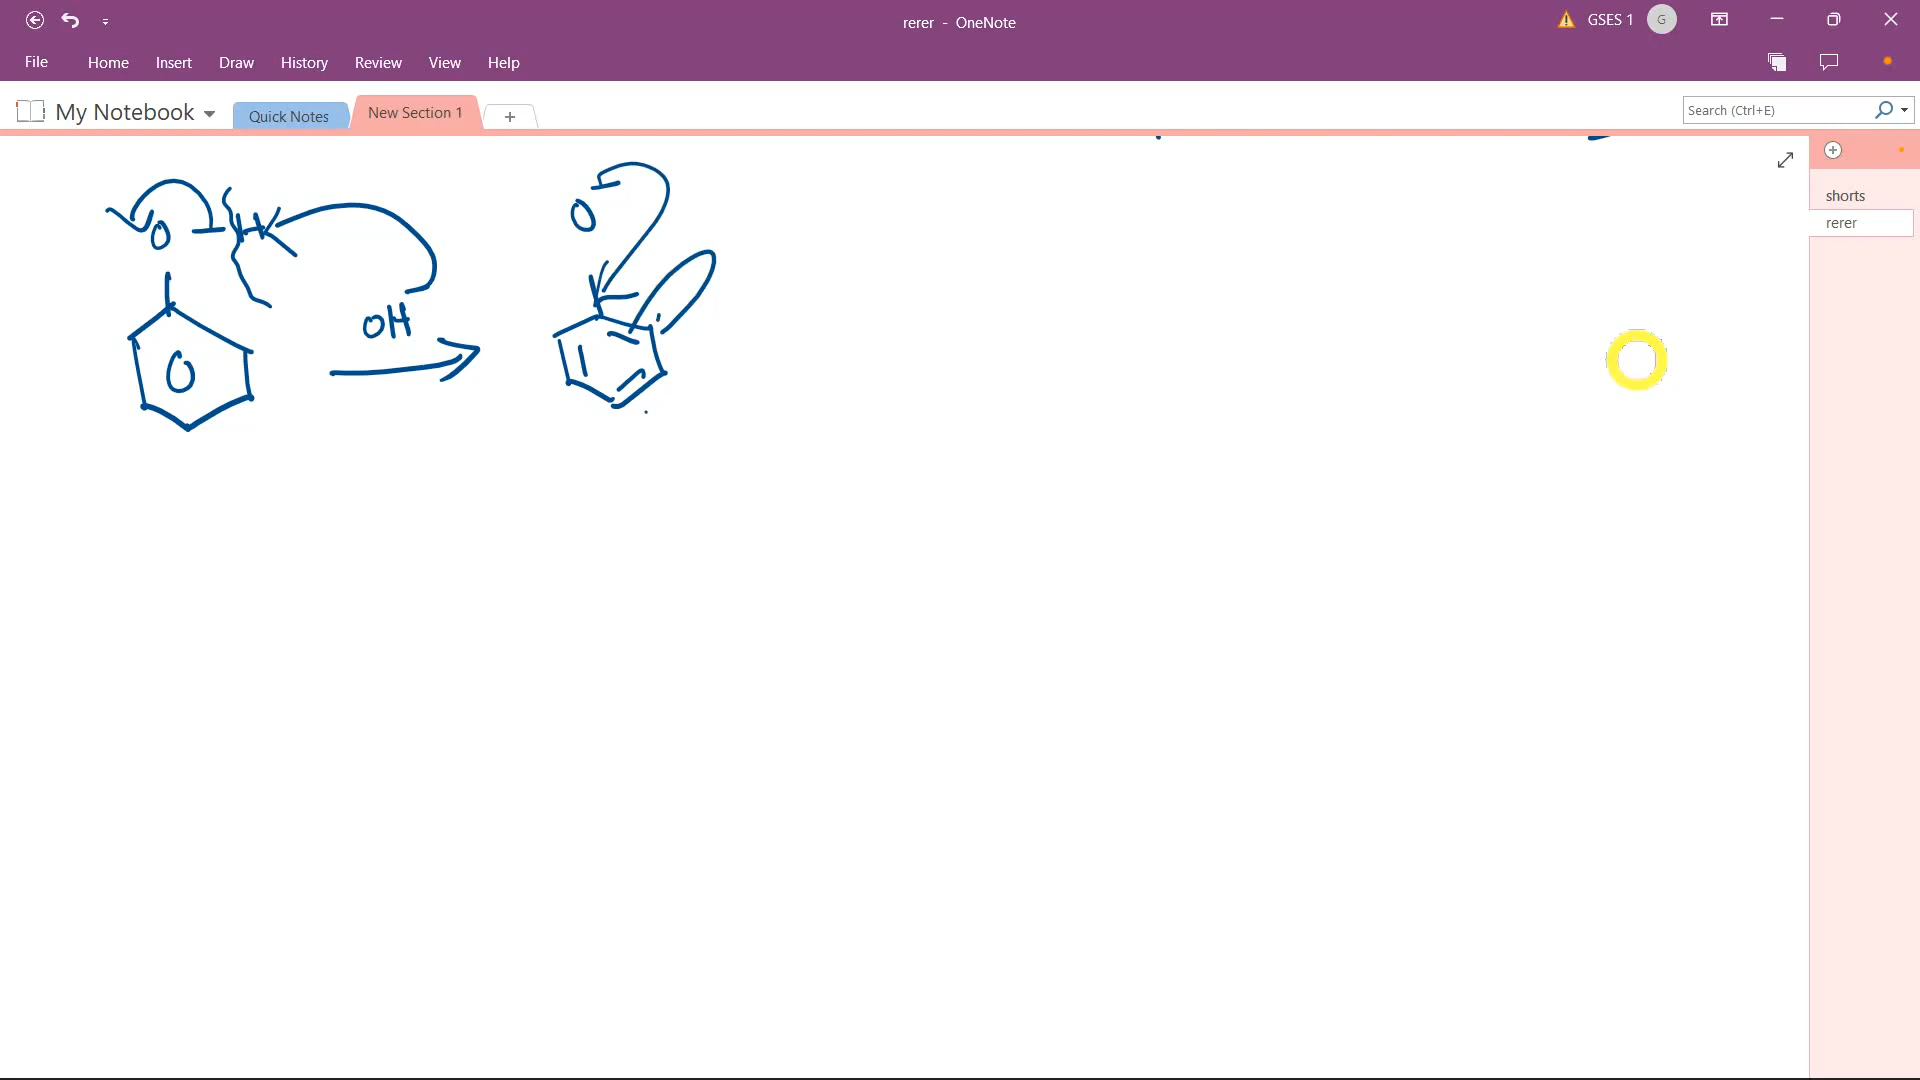 rerer - OneNote
GSES 1
G
File Home Insert Draw History Review View Help
My Notebook
Quick Notes
New Section 1
+
Search (Ctrl+E)
shorts
rerer
O
O
OH
O